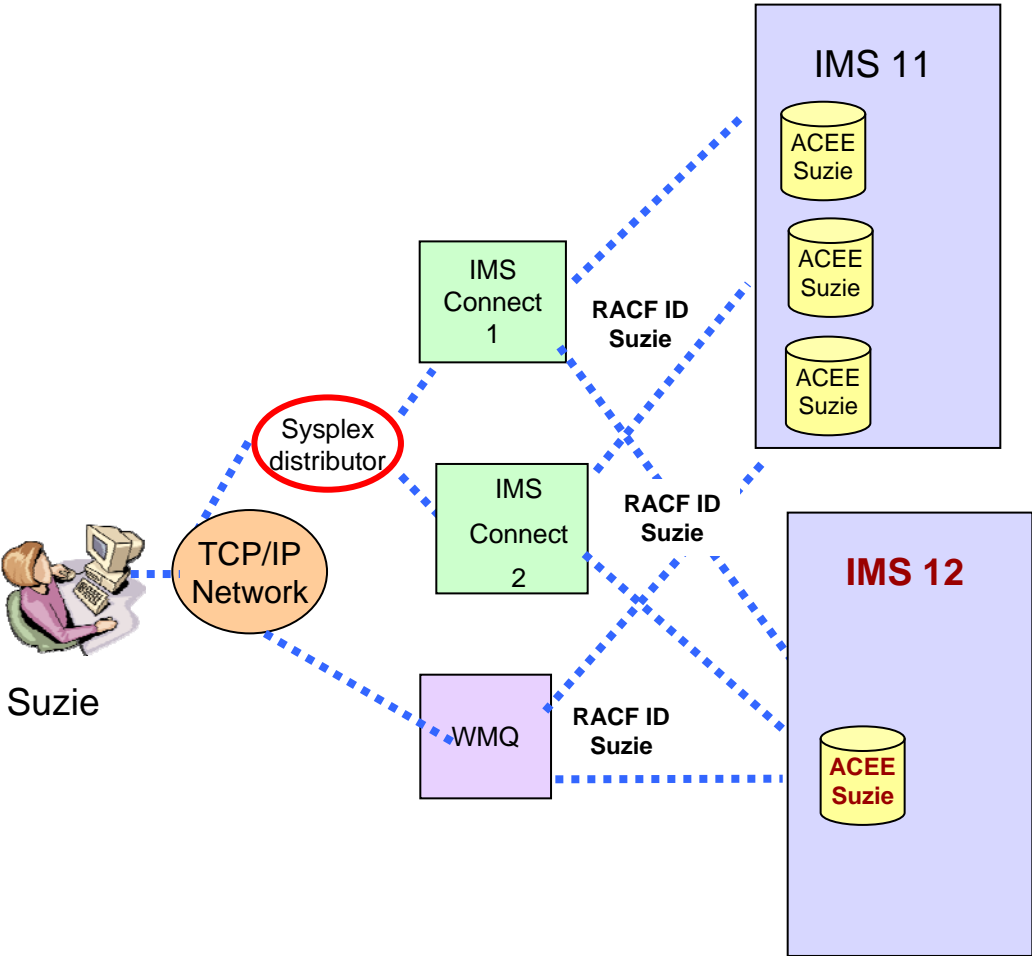 IMS 11
ACEE
Suzie
ACEE
Suzie
ACEE
Suzie
IMS
Connect
1
RACF ID
Suzie
Sysplex
distributor
IMS
Connect
2
RACF ID
Suzie
TCP/IP
Network
Suzie
WMQ
RACF ID
Suzie
IMS 12
ACEE
Suzie